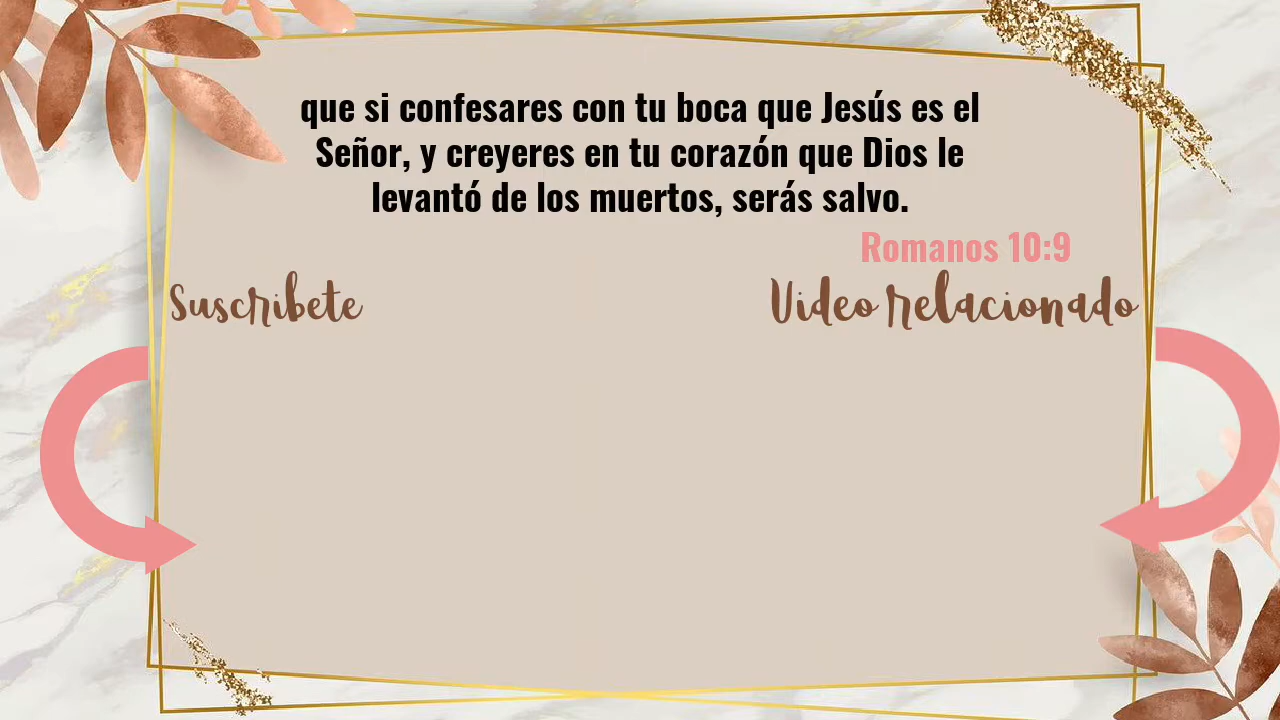 que si confesares con tu boca que Jesús es el
Señor, y creyeres en tu corazón que Dios le
levantó de los muertos, serás salvo.
Romanos 10:9
Suscribete
Video relacionado